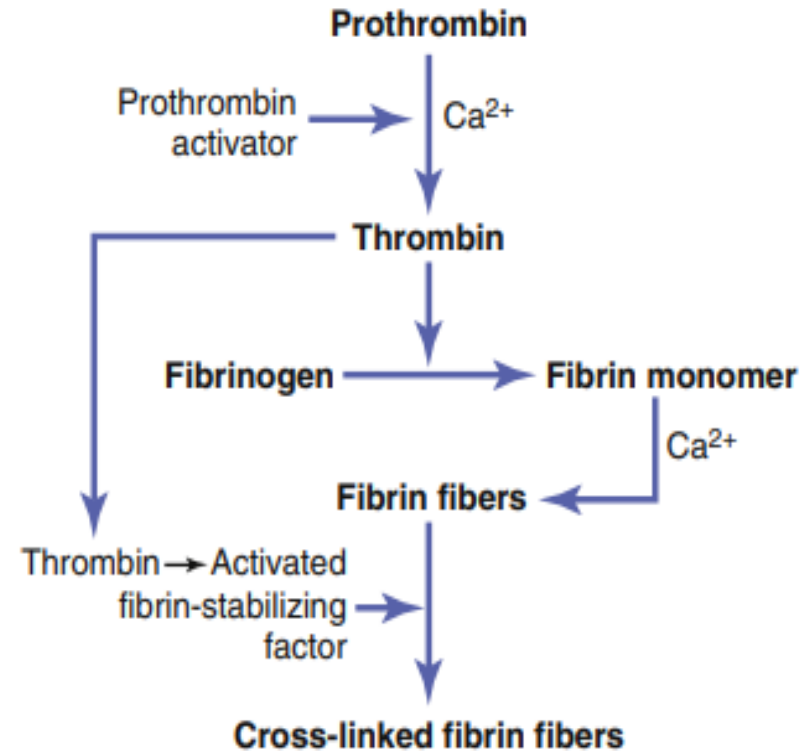 Prothrombin
Prothrombin
activator
Ca²⁺
Thrombin
Fibrinogen
Fibrin monomer
Ca²⁺
Fibrin fibers
Thrombin→Activated
fibrin-stabilizing
factor
Cross-linked fibrin fibers